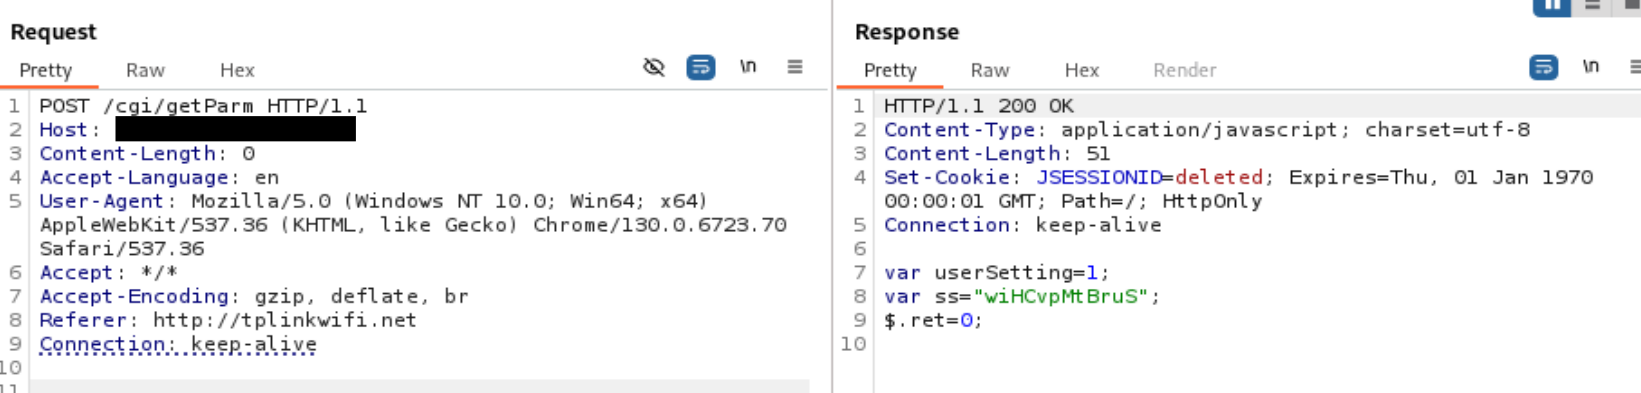 Request
Pretty Raw Hex \n
1 POST /cgi/getParm HTTP/1.1
2 Host:
3 Content-Length: 0
4 Accept-Language: en
5 User-Agent: Mozilla/5.0 (Windows NT 10.0; Win64; x64)
AppleWebKit/537.36 (KHTML, like Gecko) Chrome/130.0.6723.70
Safari/537.36
6 Accept: */*
7 Accept-Encoding: gzip, deflate, br
8 Referer: http://tplinkwifi.net
9 Connection: keep-alive
10
11
Response
Pretty Raw Hex Render \n
1 HTTP/1.1 200 OK
2 Content-Type: application/javascript; charset=utf-8
3 Content-Length: 51
4 Set-Cookie: JSESSIONID=deleted; Expires=Thu, 01 Jan 1970
00:00:01 GMT; Path=/; HttpOnly
5 Connection: keep-alive
6
7 var userSetting=1;
8 var ss="wiHCvpMtBruS";
9 $.ret=0;
10